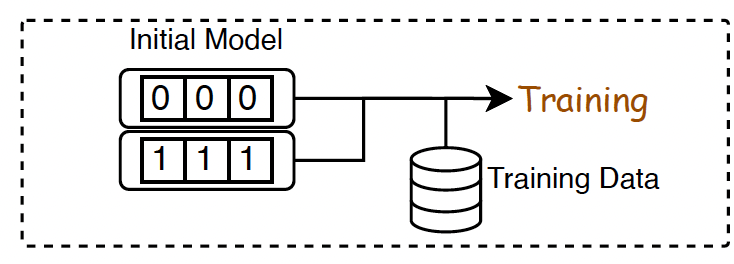 Initial Model
0 0 0
Training
1 1 1
Training Data